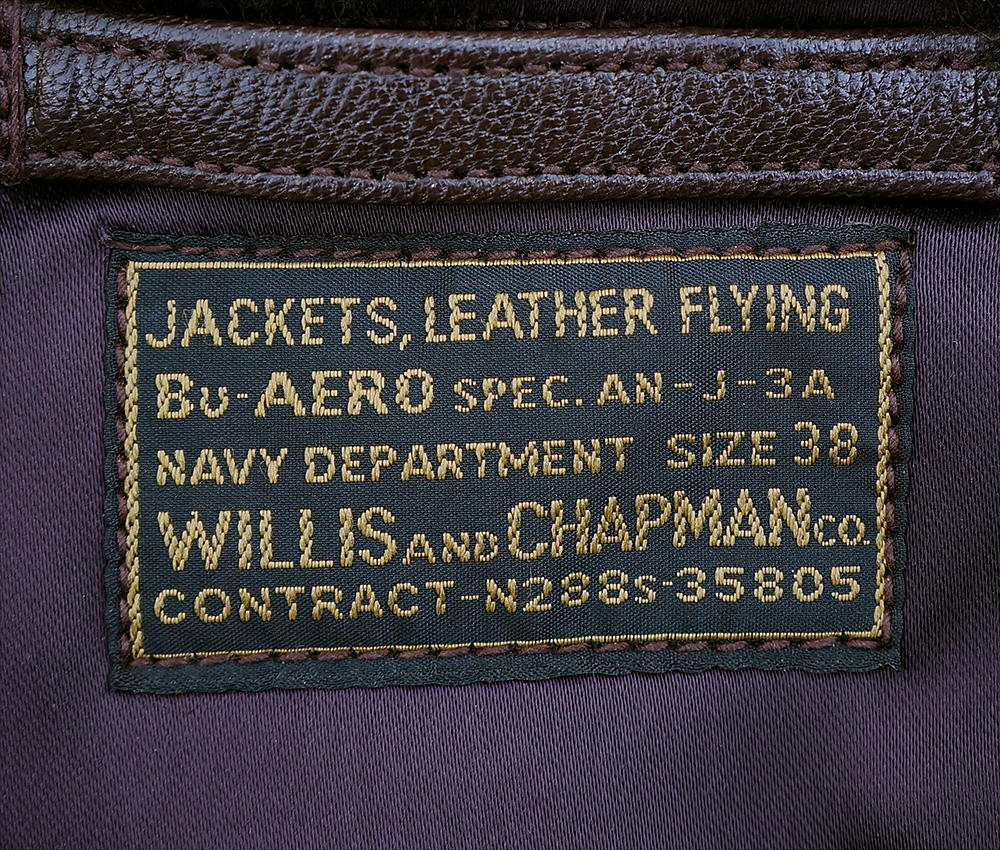 JACKETS, LEATHER FLYING
BU-AERO SPEC. AN-J-3A
NAVY DEPARTMENT SIZE 38
WILLIS AND CHAPMAN CO.
CONTRACT-N288S-35805